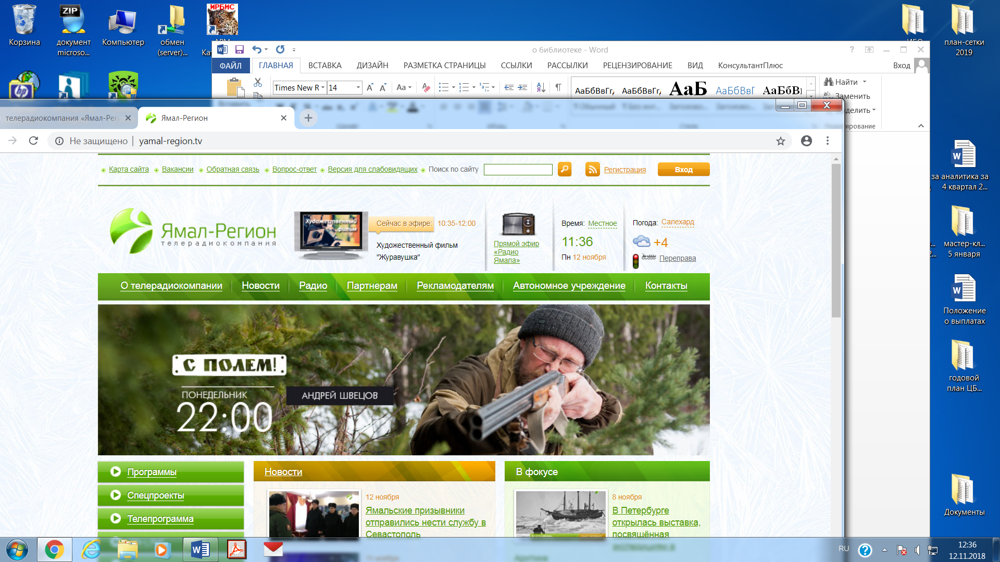 Корзина
документ
microso...
Компьютер
обмен
(server)...
ИРБИС
план-сетки
2019
о библиотеке - Word
ФАЙЛ
ГЛАВНАЯ
ВСТАВКА
ДИЗАЙН
РАЗМЕТКА СТРАНИЦЫ
ССЫЛКИ
РАССЫЛКИ
РЕЦЕНЗИРОВАНИЕ
ВИД
КонсультантПлюс
Вход
Times New R
14
Aa
АаБбВвГг,
АаБбВвГг,
АаБ
АаБбВвГ
АаБбВı
Найти
Заменить
телерадиокомпания «Ямал-Рег
Ямал-Регион
Не защищено
yamal-region.tv
Карта сайта
Вакансии
Обратная связь
Вопрос-ответ
Версия для слабовидящих
Поиск по сайту
Регистрация
Вход
Ямал-Регион
телерадиокомпания
Художественный
фильм
Сейчас в эфире:
10:35-12:00
Художественный фильм
"Журавушка"
Прямой эфир
«Радио
Ямала»
Время: Местное
11:36
Пн 12 ноября
Погода: Салехард
+4
Переправа
О телерадиокомпании
Новости
Радио
Партнерам
Рекламодателям
Автономное учреждение
Контакты
С ПОЛЕМ!
ПОНЕДЕЛЬНИК
22:00
АНДРЕЙ ШВЕЦОВ
Программы
Спецпроекты
Телепрограмма
Новости
12 ноября
Ямальские призывники
отправились нести службу в
Севастополь
В фокусе
8 ноября
В Петербурге
открылась выставка,
посвящённая
за аналитика за
4 квартал 2...
мастер-кл...
5 января
Положение
о выплатах
годовой
план ЦБ...
Документы
RU
12:36
12.11.2018